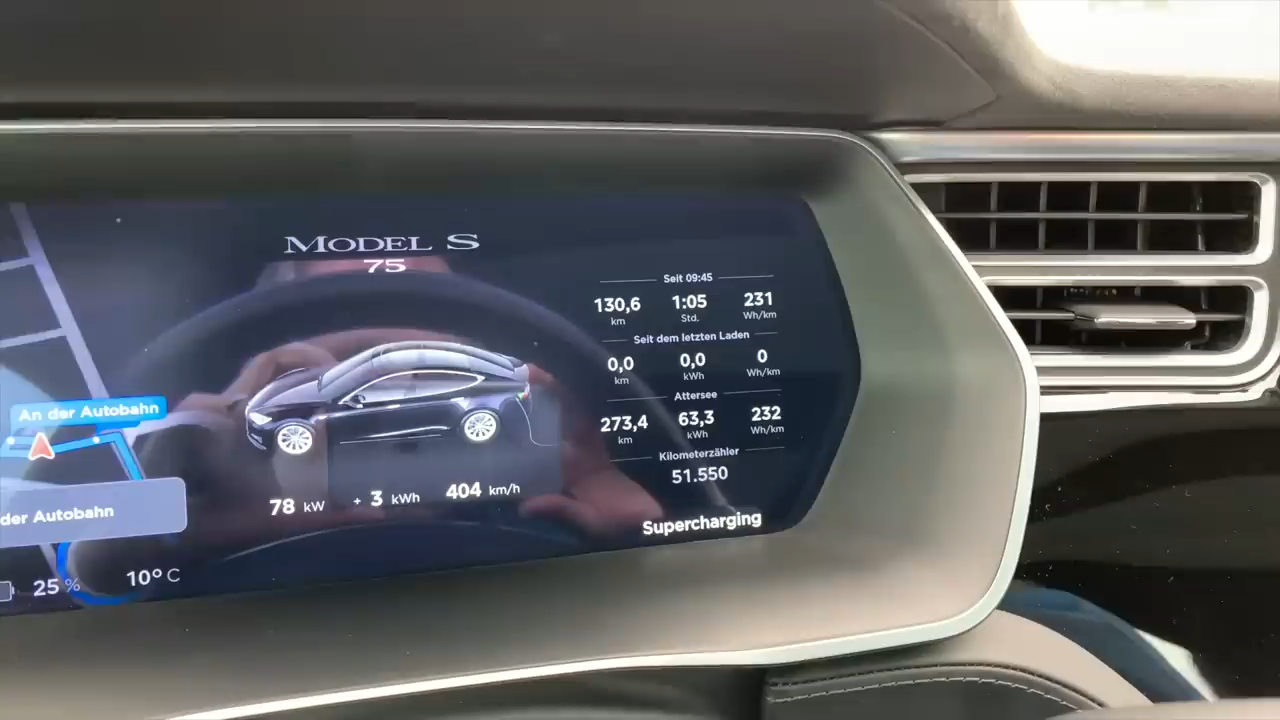 MODEL S
75
Seit 09:45
130,6 1:05 231
km Std. Wh/km
Seit dem letzten Laden
0,0 0,0 0
km kWh Wh/km
Attersee
273,4 63,3 232
km kWh Wh/km
Kilometerzähler
51.550
An der Autobahn
der Autobahn
78 kW + 3 kWh 404 km/h
Supercharging
25 % 10° C